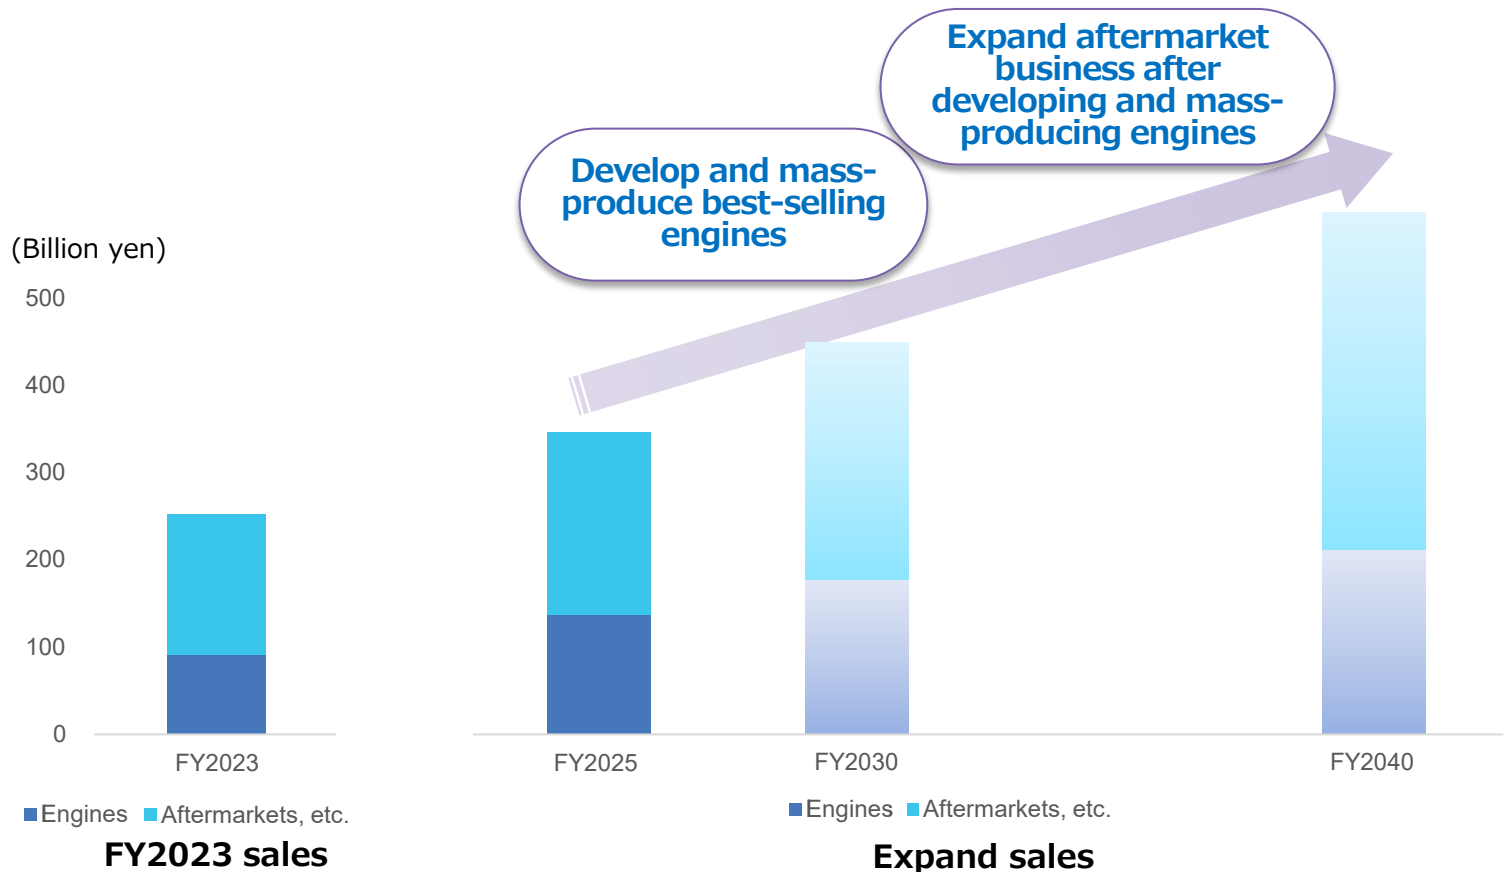 Expand aftermarket
business after
developing and mass-
producing engines
Develop and mass-
produce best-selling
engines
(Billion yen)
500
400
300
200
100
0
FY2023
FY2025
FY2030
FY2040
Engines Aftermarkets, etc.
Engines Aftermarkets, etc.
FY2023 sales
Expand sales